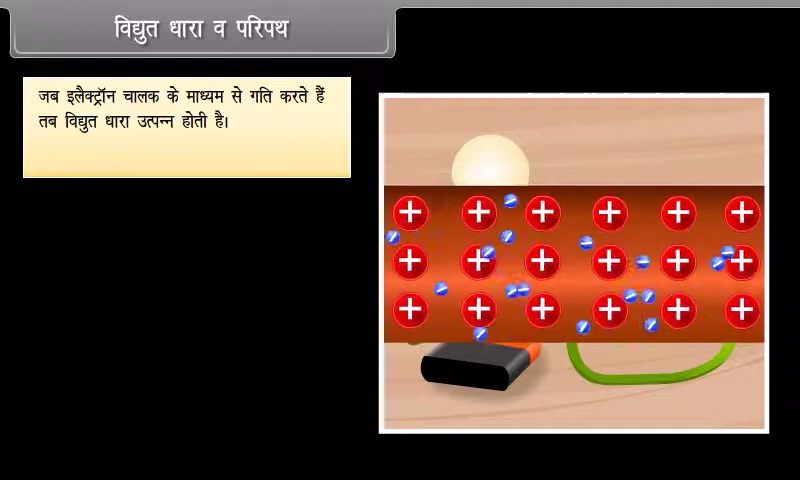 विद्युत धारा व परिपथ
जब इलैक्ट्रॉन चालक के माध्यम से गति करते हैं
तब विद्युत धारा उत्पन्न होती है।